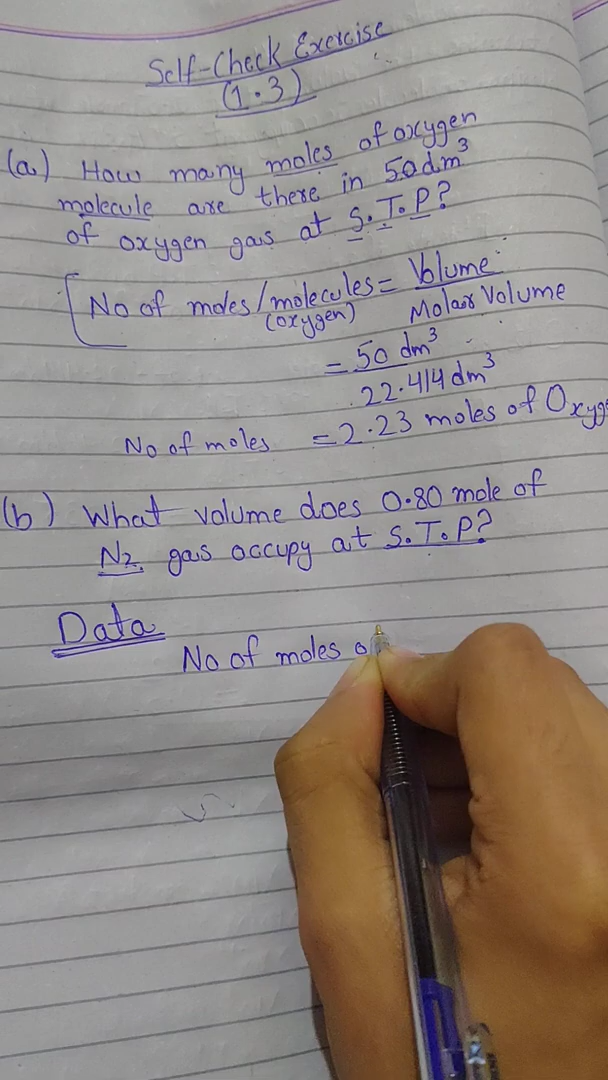 Self-Check Exercise
(1.3)
(a) How many moles of oxygen
molecule are there in 50dm³
of oxygen gas at S.T.P?
No of moles/molecules = Volume
(oxygen) Molar Volume
= 50 dm³
22.414 dm³
No of moles = 2.23 moles of Oxyg
(b) What volume does 0.80 mole of
N₂ gas occupy at S.T.P?
Data
No of moles o